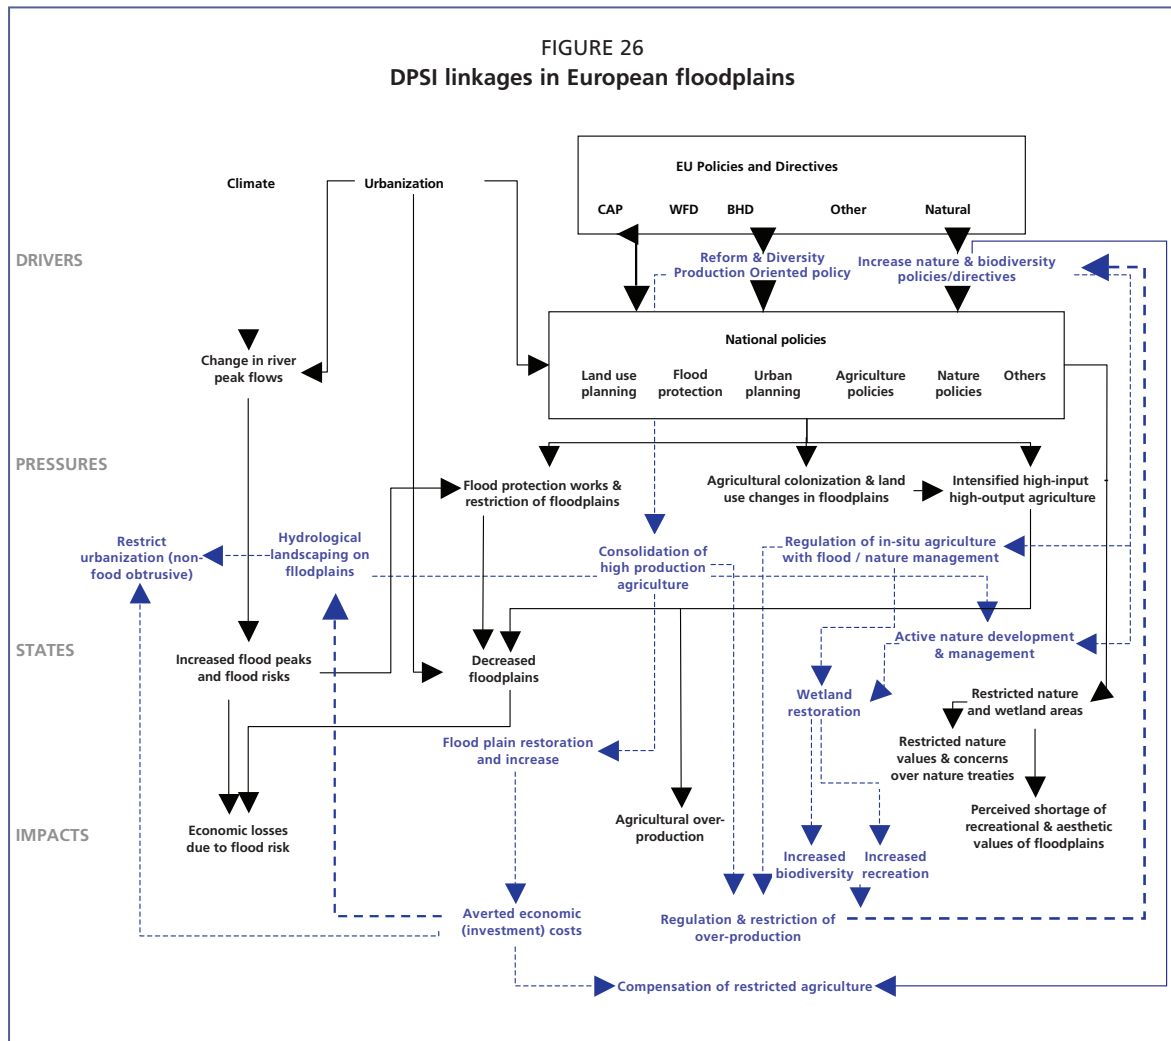 FIGURE 26
DPSI linkages in European floodplains
EU Policies and Directives
Climate
Urbanization
CAP
WFD
BHD
Other
Natural
DRIVERS
Reform & Diversity
Production Oriented policy
Increase nature & biodiversity
policies/directives
National policies
Change in river
peak flows
Land use
planning
Flood
protection
Urban
planning
Agriculture
policies
Nature
policies
Others
PRESSURES
Flood protection works &
restriction of floodplains
Agricultural colonization & land
use changes in floodplains
Intensified high-input
high-output agriculture
Restrict
urbanization (non-
food obtrusive)
Hydrological
landscaping on
fllodplains
Consolidation of
high production
agriculture
Regulation of in-situ agriculture
with flood / nature management
STATES
Increased flood peaks
and flood risks
Decreased
floodplains
Active nature development
& management
Wetland
restoration
Restricted nature
and wetland areas
Flood plain restoration
and increase
Restricted nature
values & concerns
over nature treaties
IMPACTS
Economic losses
due to flood risk
Agricultural over-
production
Perceived shortage of
recreational & aesthetic
values of floodplains
Increased
biodiversity
Increased
recreation
Averted economic
(investment) costs
Regulation & restriction of
over-production
Compensation of restricted agriculture